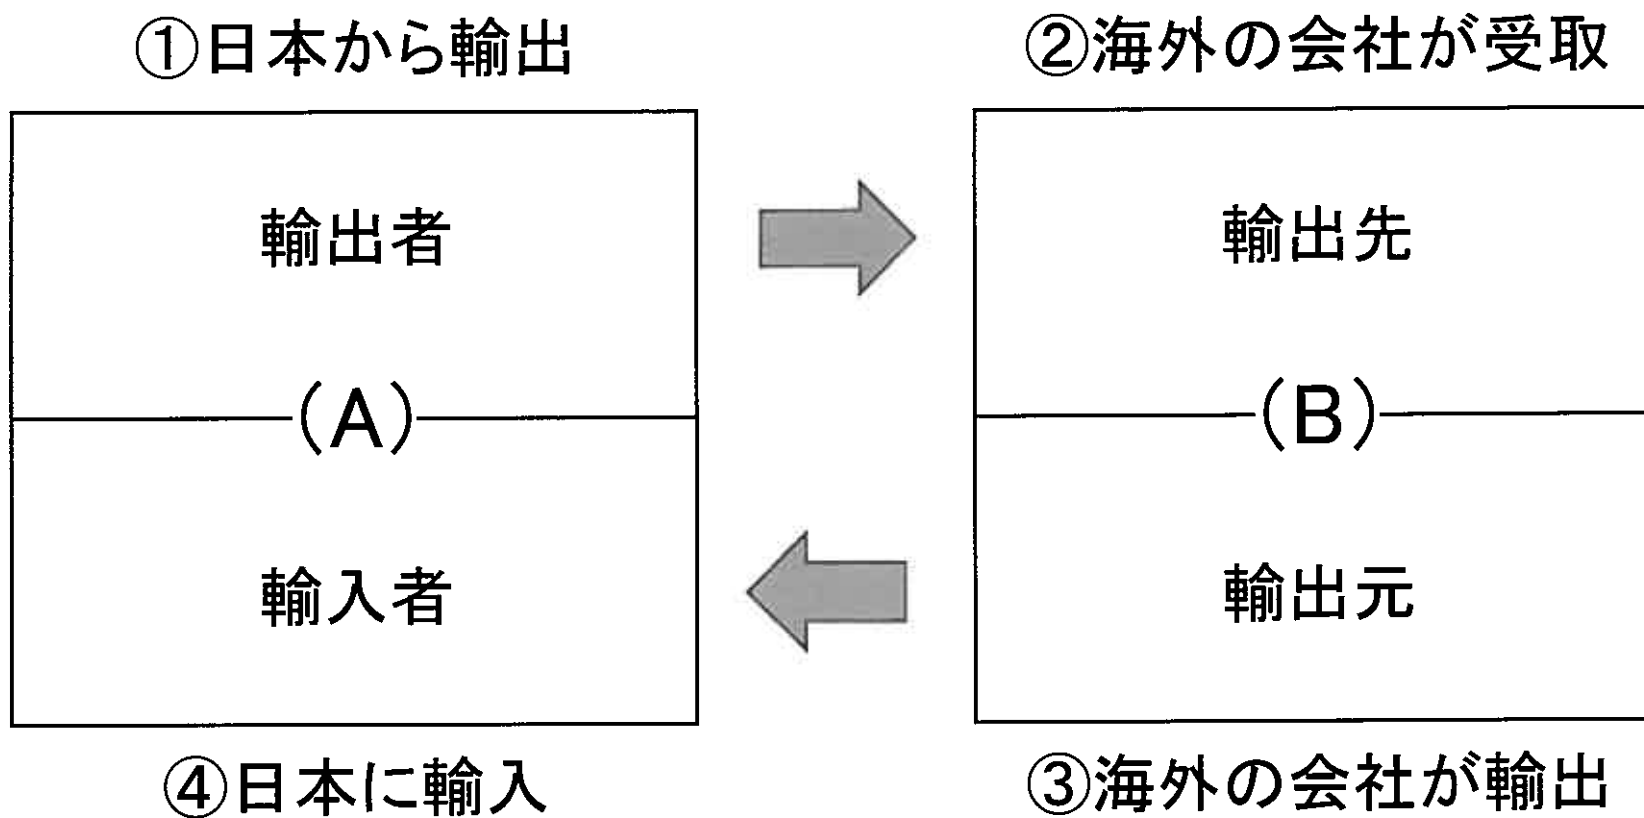 ①日本から輸出
②海外の会社が受取
輸出者
輸出先
(A)
(B)
輸入者
輸出元
④日本に輸入
③海外の会社が輸出